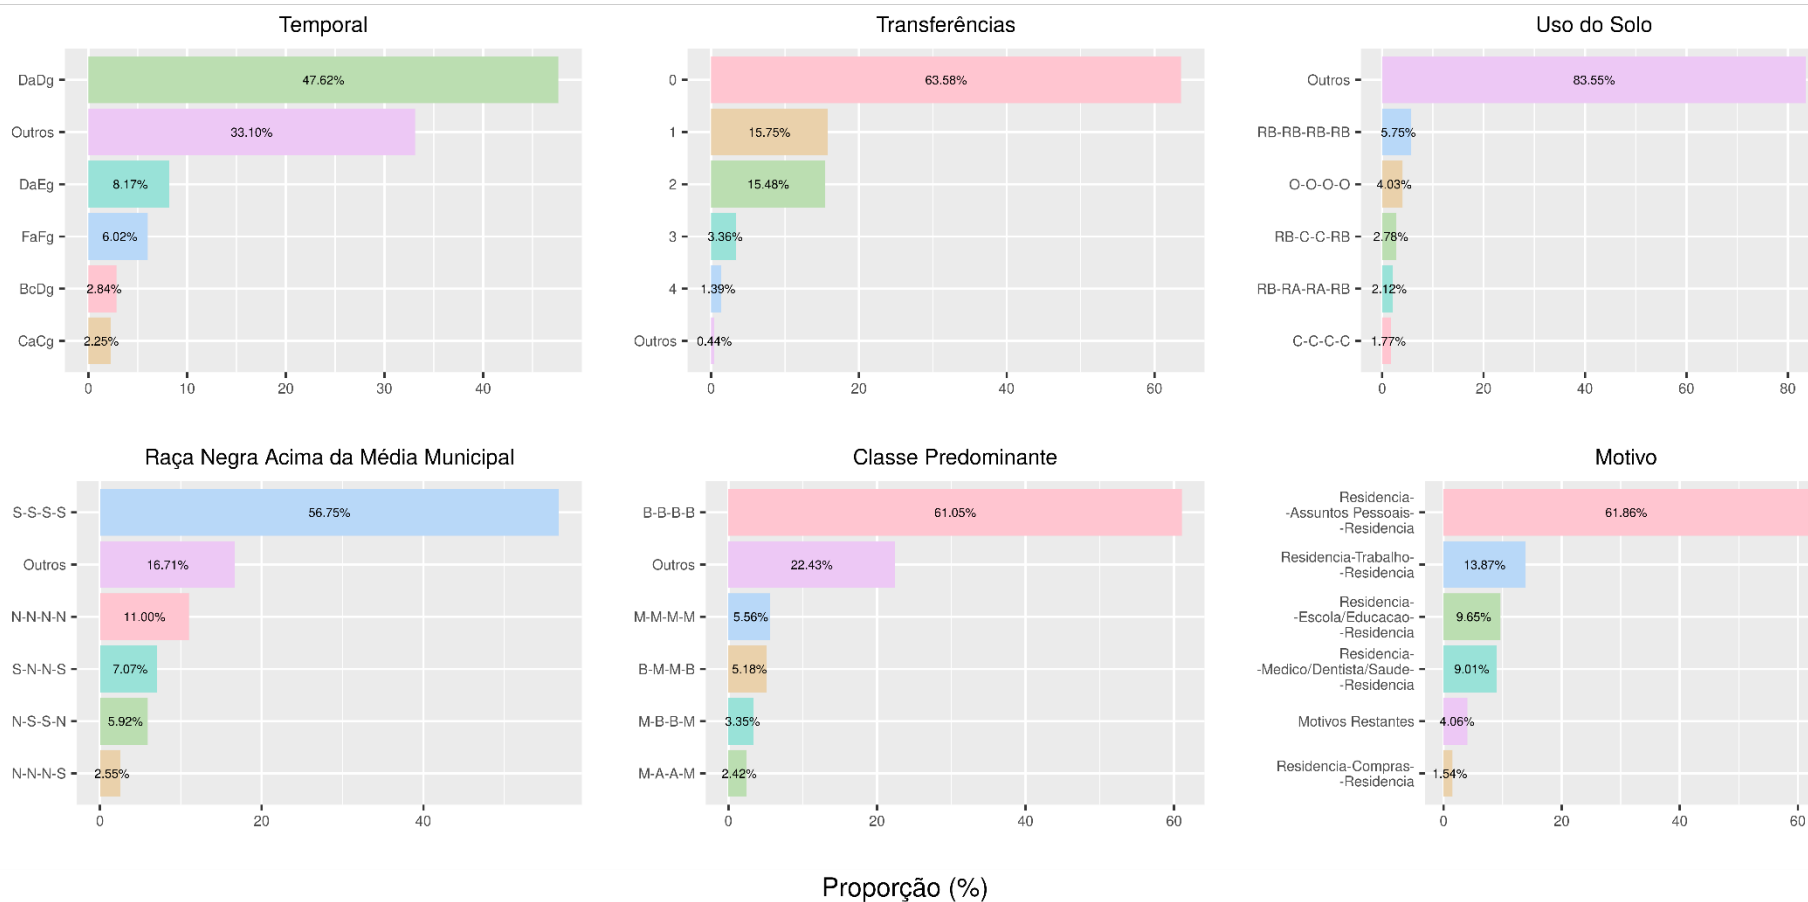 Temporal
DaDg
47.62%
Outros
33.10%
DaEg
8.17%
FaFg
6.02%
BcDg
2.84%
CaCg
2.25%
0 10 20 30 40
Transferências
0
63.58%
1
15.75%
2
15.48%
3
3.36%
4
1.39%
Outros
0.44%
0 20 40 60
Uso do Solo
Outros
83.55%
RB-RB-RB-RB
5.75%
O-O-O-O
4.03%
RB-C-C-RB
2.78%
RB-RA-RA-RB
2.12%
C-C-C-C
1.77%
0 20 40 60 80
Raça Negra Acima da Média Municipal
S-S-S-S
56.75%
Outros
16.71%
N-N-N-N
11.00%
S-N-N-S
7.07%
N-S-S-N
5.92%
N-N-N-S
2.55%
0 20 40
Classe Predominante
B-B-B-B
61.05%
Outros
22.43%
M-M-M-M
5.56%
B-M-M-B
5.18%
M-B-B-M
3.35%
M-A-A-M
2.42%
0 20 40 60
Motivo
Residencia-
-Assuntos Pessoais-
-Residencia
61.86%
Residencia-Trabalho-
-Residencia
13.87%
Residencia-
-Escola/Educacao-
-Residencia
9.65%
Residencia-
-Medico/Dentista/Saude-
-Residencia
9.01%
Motivos Restantes
4.06%
Residencia-Compras-
-Residencia
1.54%
0 20 40 60
Proporção (%)